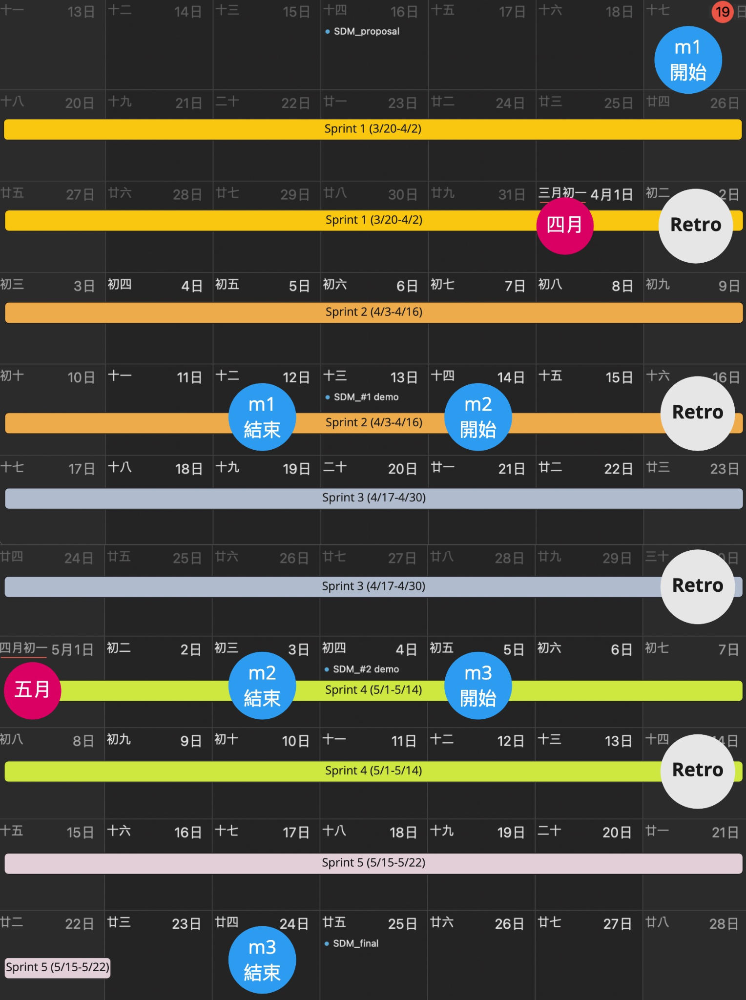 十一 13日 十二 14日 十三 15日 十四 16日 十五 17日 十六 18日 十七 19日
SDM_proposal
m1
開始
十八 20日 十九 21日 二十 22日 廿一 23日 廿二 24日 廿三 25日 廿四 26日
Sprint 1 (3/20-4/2)
廿五 27日 廿六 28日 廿七 29日 廿八 30日 廿九 31日 三月初一 4月1日 初二 2日
Sprint 1 (3/20-4/2)
四月
Retro
初三 3日 初四 4日 初五 5日 初六 6日 初七 7日 初八 8日 初九 9日
Sprint 2 (4/3-4/16)
初十 10日 十一 11日 十二 12日 十三 13日 十四 14日 十五 15日 十六 16日
SDM_#1 demo
m1
結束
Sprint 2 (4/3-4/16)
m2
開始
Retro
十七 17日 十八 18日 十九 19日 二十 20日 廿一 21日 廿二 22日 廿三 23日
Sprint 3 (4/17-4/30)
廿四 24日 廿五 25日 廿六 26日 廿七 27日 廿八 28日 廿九 29日 三十 0日
Sprint 3 (4/17-4/30)
Retro
四月初一 5月1日 初二 2日 初三 3日 初四 4日 初五 5日 初六 6日 初七 7日
SDM_#2 demo
五月
m2
結束
Sprint 4 (5/1-5/14)
m3
開始
初八 8日 初九 9日 初十 10日 十一 11日 十二 12日 十三 13日 十四 14日
Sprint 4 (5/1-5/14)
Retro
十五 15日 十六 16日 十七 17日 十八 18日 十九 19日 二十 20日 廿一 21日
Sprint 5 (5/15-5/22)
廿二 22日 廿三 23日 廿四 24日 廿五 25日 廿六 26日 廿七 27日 廿八 28日
SDM_final
Sprint 5 (5/15-5/22)
m3
結束